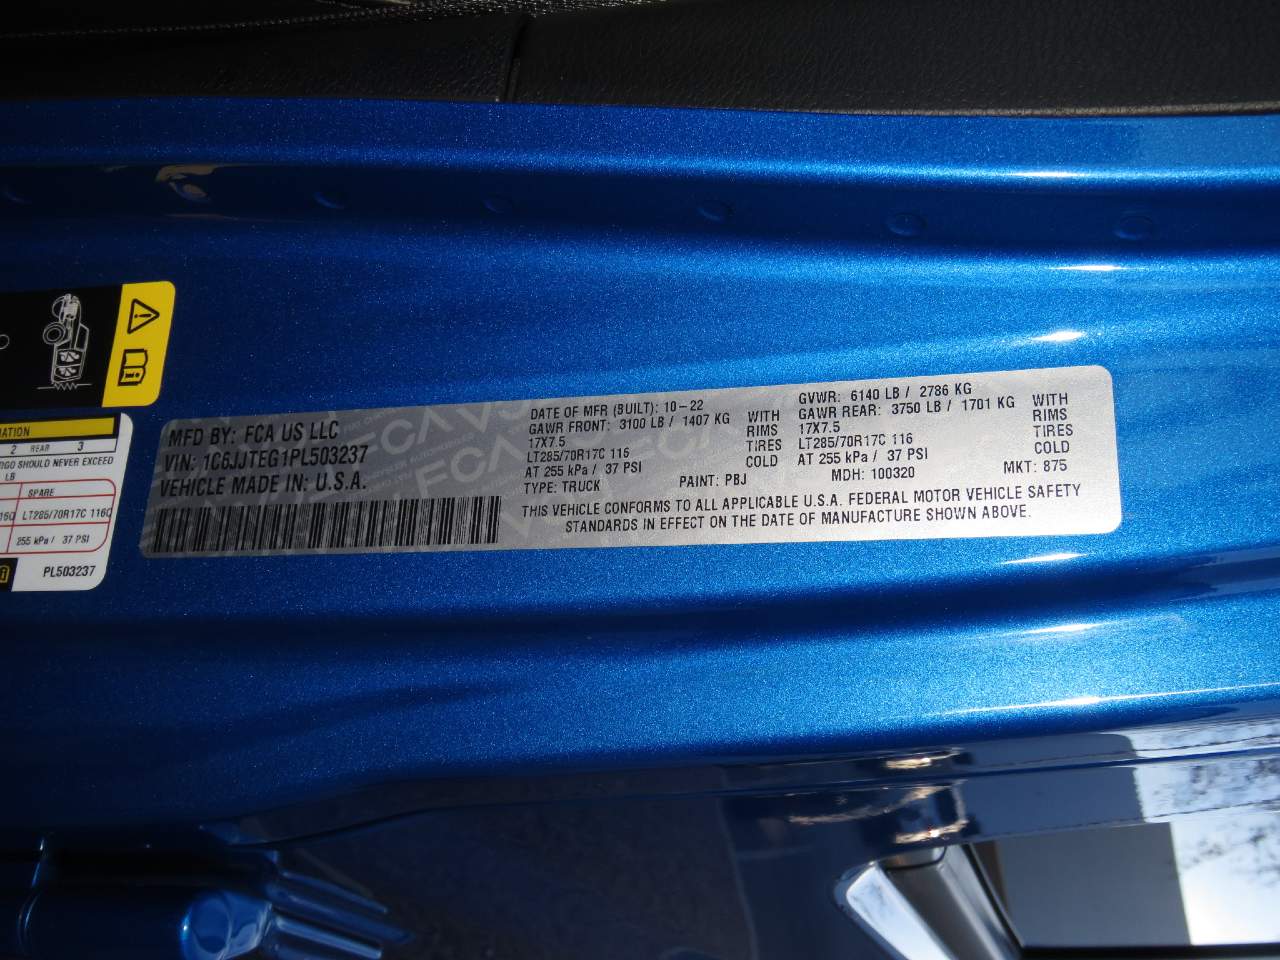 MFD BY: FCA US LLC
VIN: 1C6JJTEG1PL503237
VEHICLE MADE IN: U.S.A.
DATE OF MFR (BUILT): 10-22
GAWR FRONT: 3100 LB / 1407 KG WITH
17X7.5 RIMS
LT285/70R17C 116 TIRES
AT 255 kPa / 37 PSI COLD
TYPE: TRUCK PAINT: PBJ
GVWR: 6140 LB / 2786 KG
GAWR REAR: 3750 LB / 1701 KG WITH
17X7.5 RIMS
LT285/70R17C 116 TIRES
AT 255 kPa / 37 PSI COLD
MDH: 100320 MKT: 875
THIS VEHICLE CONFORMS TO ALL APPLICABLE U.S.A. FEDERAL MOTOR VEHICLE SAFETY
STANDARDS IN EFFECT ON THE DATE OF MANUFACTURE SHOWN ABOVE.
2 REAR 3
SHOULD NEVER EXCEED
LB
SPARE
LT285/70R17C 116Q
255 kPa / 37 PSI
PL503237